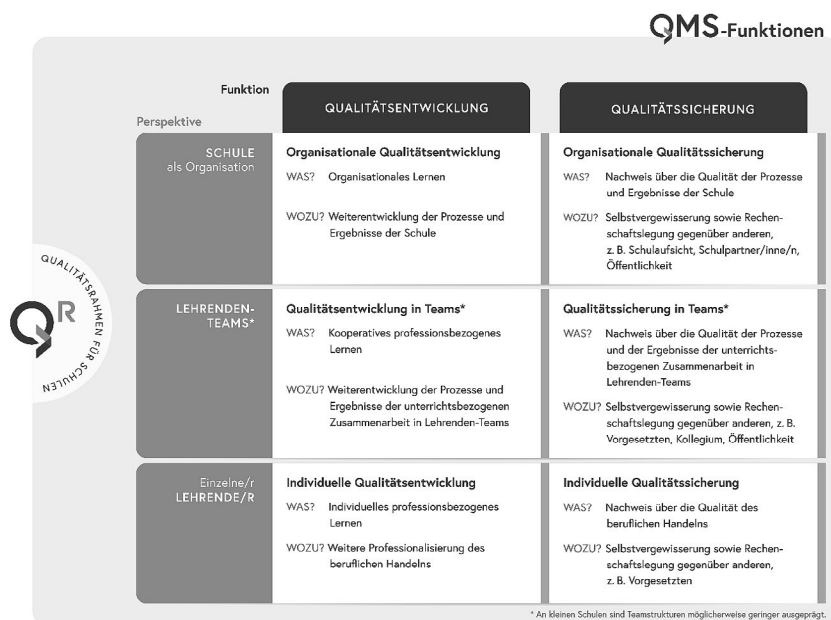 QMS-Funktionen
Funktion
QUALITÄTSENTWICKLUNG
QUALITÄTSSICHERUNG
Perspektive
SCHULE
als Organisation
Organisationale Qualitätsentwicklung
WAS? Organisationales Lernen
WOZU? Weiterentwicklung der Prozesse und
Ergebnisse der Schule
Organisationale Qualitätssicherung
WAS? Nachweis über die Qualität der Prozesse
und Ergebnisse der Schule
WOZU? Selbstvergewisserung sowie Rechen-
schaftslegung gegenüber anderen,
z. B. Schulaufsicht, Schulpartner/inne/n,
Öffentlichkeit
QUALITÄTSRAHMEN FÜR SCHULEN
QR
LEHRENDEN-
TEAMS*
Qualitätsentwicklung in Teams*
WAS? Kooperatives professionsbezogenes
Lernen
WOZU? Weiterentwicklung der Prozesse und
Ergebnisse der unterrichtsbezogenen
Zusammenarbeit in Lehrenden-Teams
Qualitätssicherung in Teams*
WAS? Nachweis über die Qualität der Prozesse
und der Ergebnisse der unterrichts-
bezogenen Zusammenarbeit in
Lehrenden-Teams
WOZU? Selbstvergewisserung sowie Rechen-
schaftslegung gegenüber anderen, z. B.
Vorgesetzten, Kollegium, Öffentlichkeit
Einzelne/r
LEHRENDE/R
Individuelle Qualitätsentwicklung
WAS? Individuelles professionsbezogenes
Lernen
WOZU? Weitere Professionalisierung des
beruflichen Handelns
Individuelle Qualitätssicherung
WAS? Nachweis über die Qualität des
beruflichen Handelns
WOZU? Selbstvergewisserung sowie Rechen-
schaftslegung gegenüber anderen,
z. B. Vorgesetzten
* An kleinen Schulen sind Teamstrukturen möglicherweise geringer ausgeprägt.